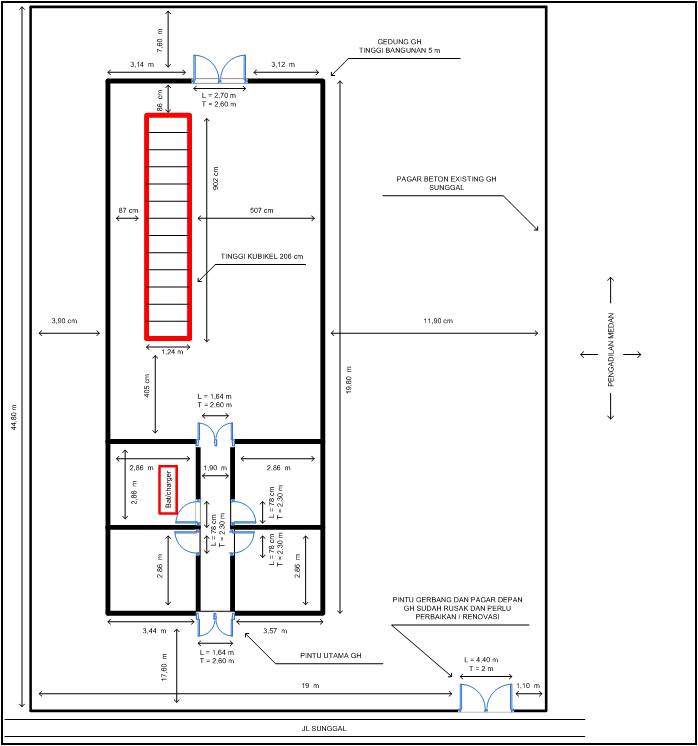 7,60 m
GEDUNG GH
TINGGI BANGUNAN 5 m
3,14 m
3,12 m
L = 2,70 m
T = 2,60 m
86 cm
902 cm
PAGAR BETON EXISTING GH
SUNGGAL
87 cm
507 cm
TINGGI KUBIKEL 206 cm
3,90 cm
11,90 cm
PENGADILAN MEDAN
1,24 m
405 cm
19,80 m
44,80 m
L = 1,64 m
T = 2,60 m
2,86 m
1,90 m
2.86 m
2,86 m
Bat/charger
L = 78 cm
T = 2,30 m
L = 78 cm
T = 2,30 m
L = 78 cm
T = 2,30 m
2.86 m
2.86 m
PINTU GERBANG DAN PAGAR DEPAN
GH SUDAH RUSAK DAN PERLU
PERBAIKAN / RENOVASI
3,44 m
3,57 m
L = 1,64 m
T = 2,60 m
PINTU UTAMA GH
17,60 m
L = 4,40 m
T = 2 m
19 m
1,10 m
JL SUNGGAL